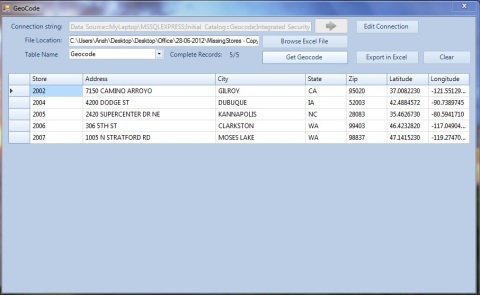 GeoCode
Connection string: Data Source=MyLaptop\MSSQLEXPRESS;Initial Catalog=Geocode;Integrated Security Edit Connection
File Location: C:\Users\Ansh\Desktop\Desktop\Office\28-06-2012\MissingStores - Copy Browse Excel File
Table Name Geocode Complete Records: 5/5 Get Geocode Export in Excel Clear
Store Address City State Zip Latitude Longitude
2002 7150 CAMINO ARROYO GILROY CA 95020 37.0082230 -121.55129...
2004 4200 DODGE ST DUBUQUE IA 52003 42.4884572 -90.7389745
2005 2420 SUPERCENTER DR NE KANNAPOLIS NC 28083 35.4626730 -80.5941710
2006 306 5TH ST CLARKSTON WA 99403 46.4232820 -117.04904...
2007 1005 N STRATFORD RD MOSES LAKE WA 98837 47.1415230 -119.27470...